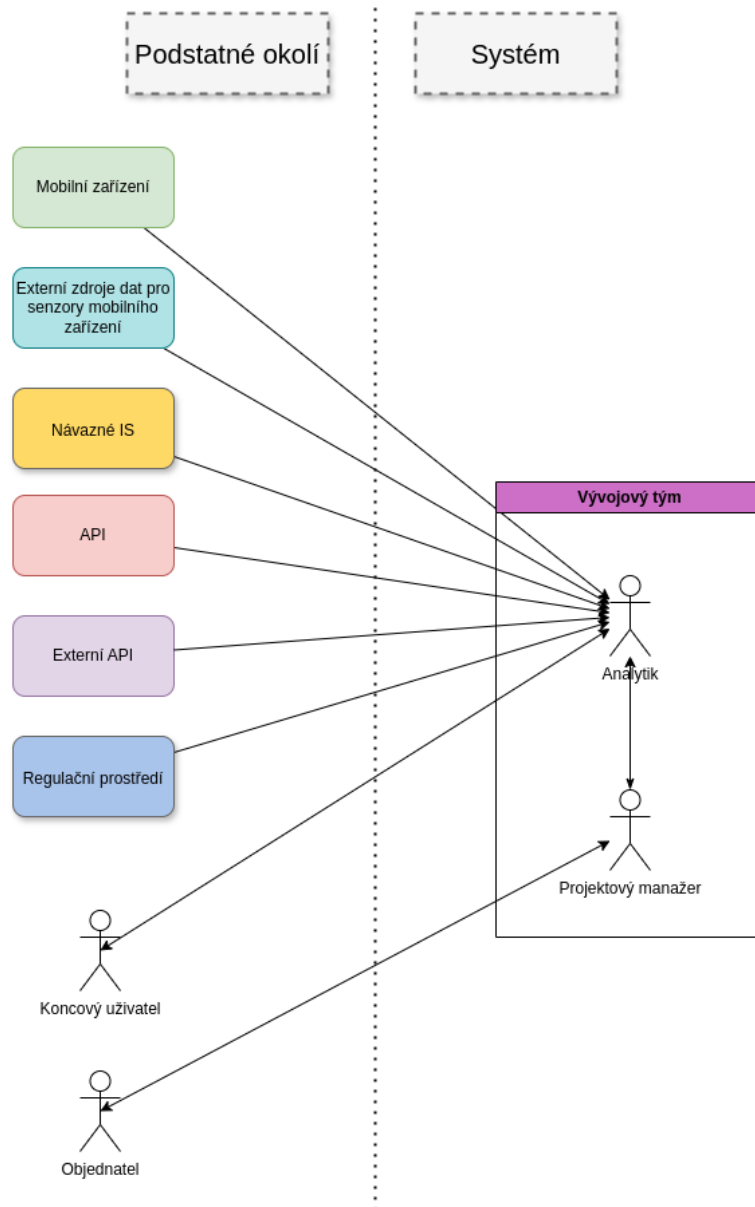 Podstatné okolí
Systém
Mobilní zařízení
Externí zdroje dat pro
senzory mobilního
zařízení
Návazné IS
API
Externí API
Regulační prostředí
Vývojový tým
Analytik
Projektový manažer
Koncový uživatel
Objednatel